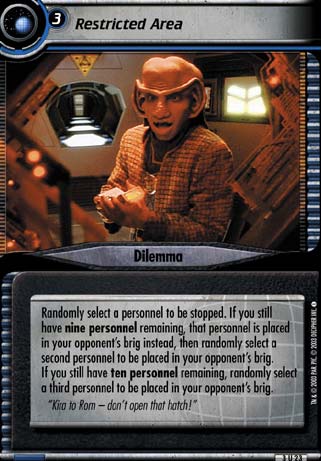 3
Restricted Area
Dilemma
Randomly select a personnel to be stopped. If you still
have nine personnel remaining, that personnel is placed
in your opponent's brig instead, then randomly select a
second personnel to be placed in your opponent's brig.
If you still have ten personnel remaining, randomly select
a third personnel to be placed in your opponent's brig.
"Kira to Rom – don't open that hatch!"
TM & © 2003 PAR. PIC. © 2003 DECIPHER INC.
3 U 23